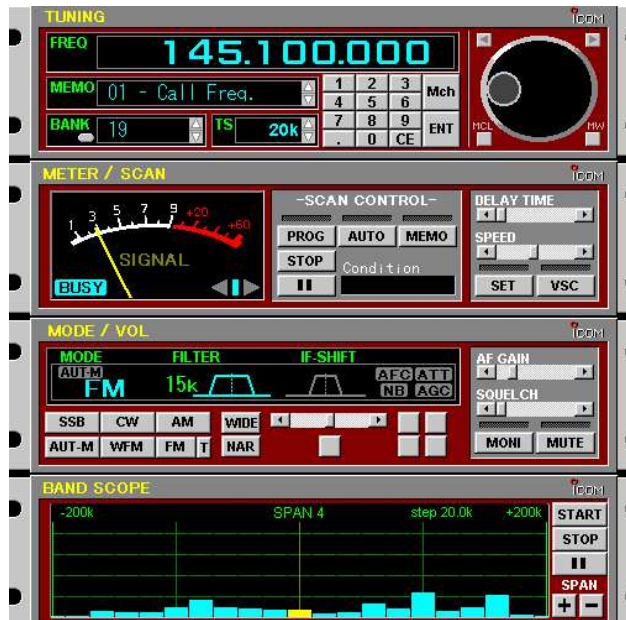 TUNING
ICOM
FREQ 145.100.000
MEMO 01 - Call Freq.
1 2 3 Mch
4 5 6
BANK 19 TS 20k
7 8 9 ENT
. 0 CE
MCL MW
METER / SCAN
ICOM
1 3 5 7 9 +20 +60
SIGNAL
BUSY
-SCAN CONTROL-
PROG AUTO MEMO
STOP Condition
DELAY TIME
SPEED
SET VSC
MODE / VOL
ICOM
MODE FILTER IF-SHIFT
AUT-M AFC ATT
FM 15k NB AGC
SSB CW AM WIDE
AUT-M WFM FM T NAR
AF GAIN
SQUELCH
MONI MUTE
BAND SCOPE
ICOM
-200k SPAN 4 step 20.0k +200k
START
STOP
SPAN
+ -